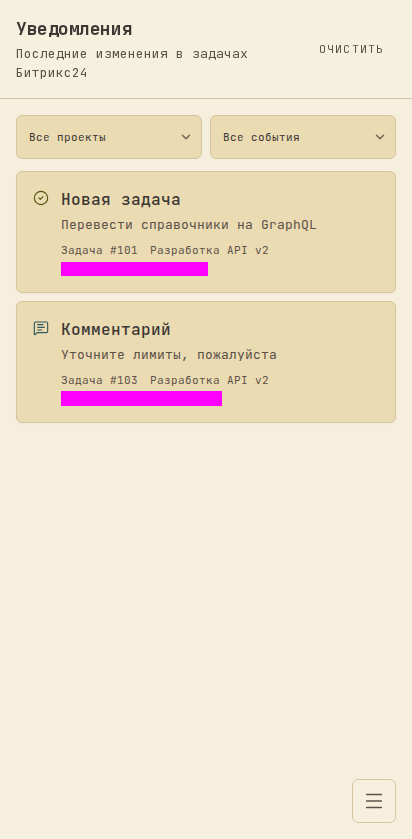 Уведомления
Последние изменения в задачах
Битрикс24
ОЧИСТИТЬ
Все проекты
Все события
Новая задача
Перевести справочники на GraphQL
Задача #101 Разработка API v2
Комментарий
Уточните лимиты, пожалуйста
Задача #103 Разработка API v2